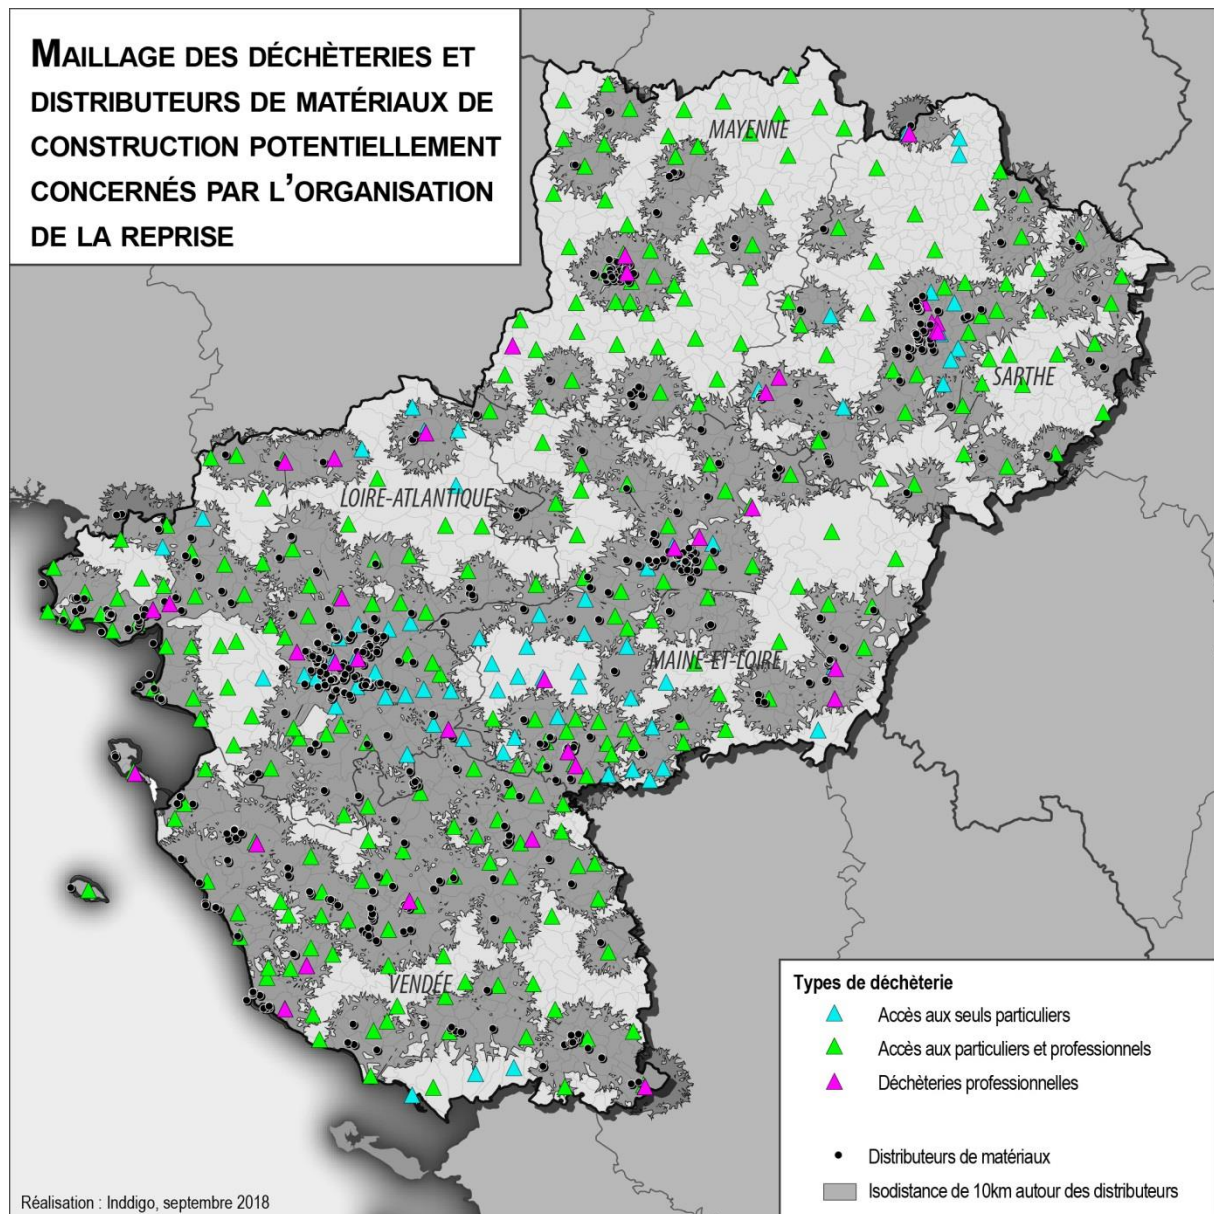 MAILLAGE DES DÉCHÈTERIES ET
DISTRIBUTEURS DE MATÉRIAUX DE
CONSTRUCTION POTENTIELLEMENT
CONCERNÉS PAR L'ORGANISATION
DE LA REPRISE
MAYENNE
SARTHE
LOIRE-ATLANTIQUE
MAINE-ET-LOIRE
VENDÉE
Types de déchèterie
Accès aux seuls particuliers
Accès aux particuliers et professionnels
Déchèteries professionnelles
Distributeurs de matériaux
Isodistance de 10km autour des distributeurs
Réalisation : Inddigo, septembre 2018